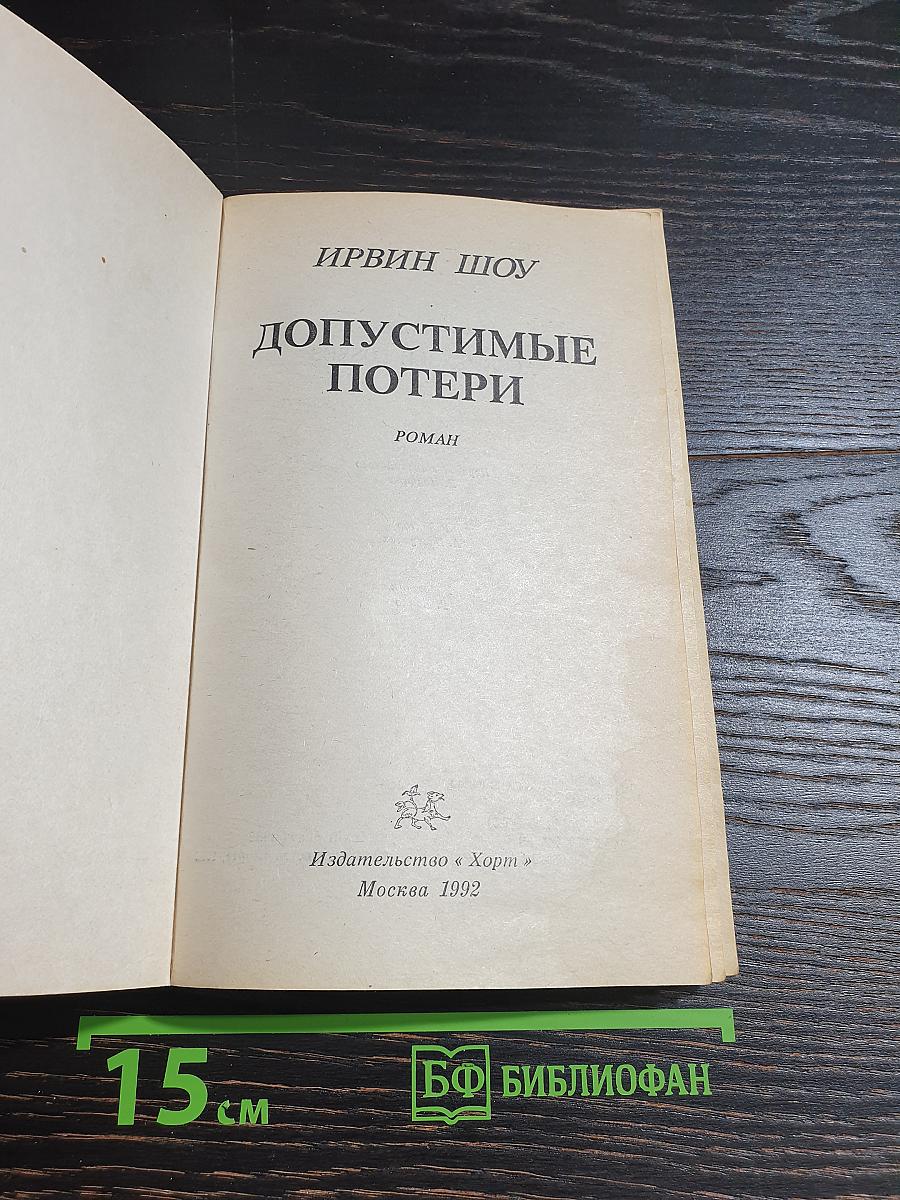 ИРВИН ШОУ
ДОПУСТИМЫЕ
ПОТЕРИ
РОМАН
Издательство « Хорт »
Москва 1992
15 см
БФ БИБЛИОФАН